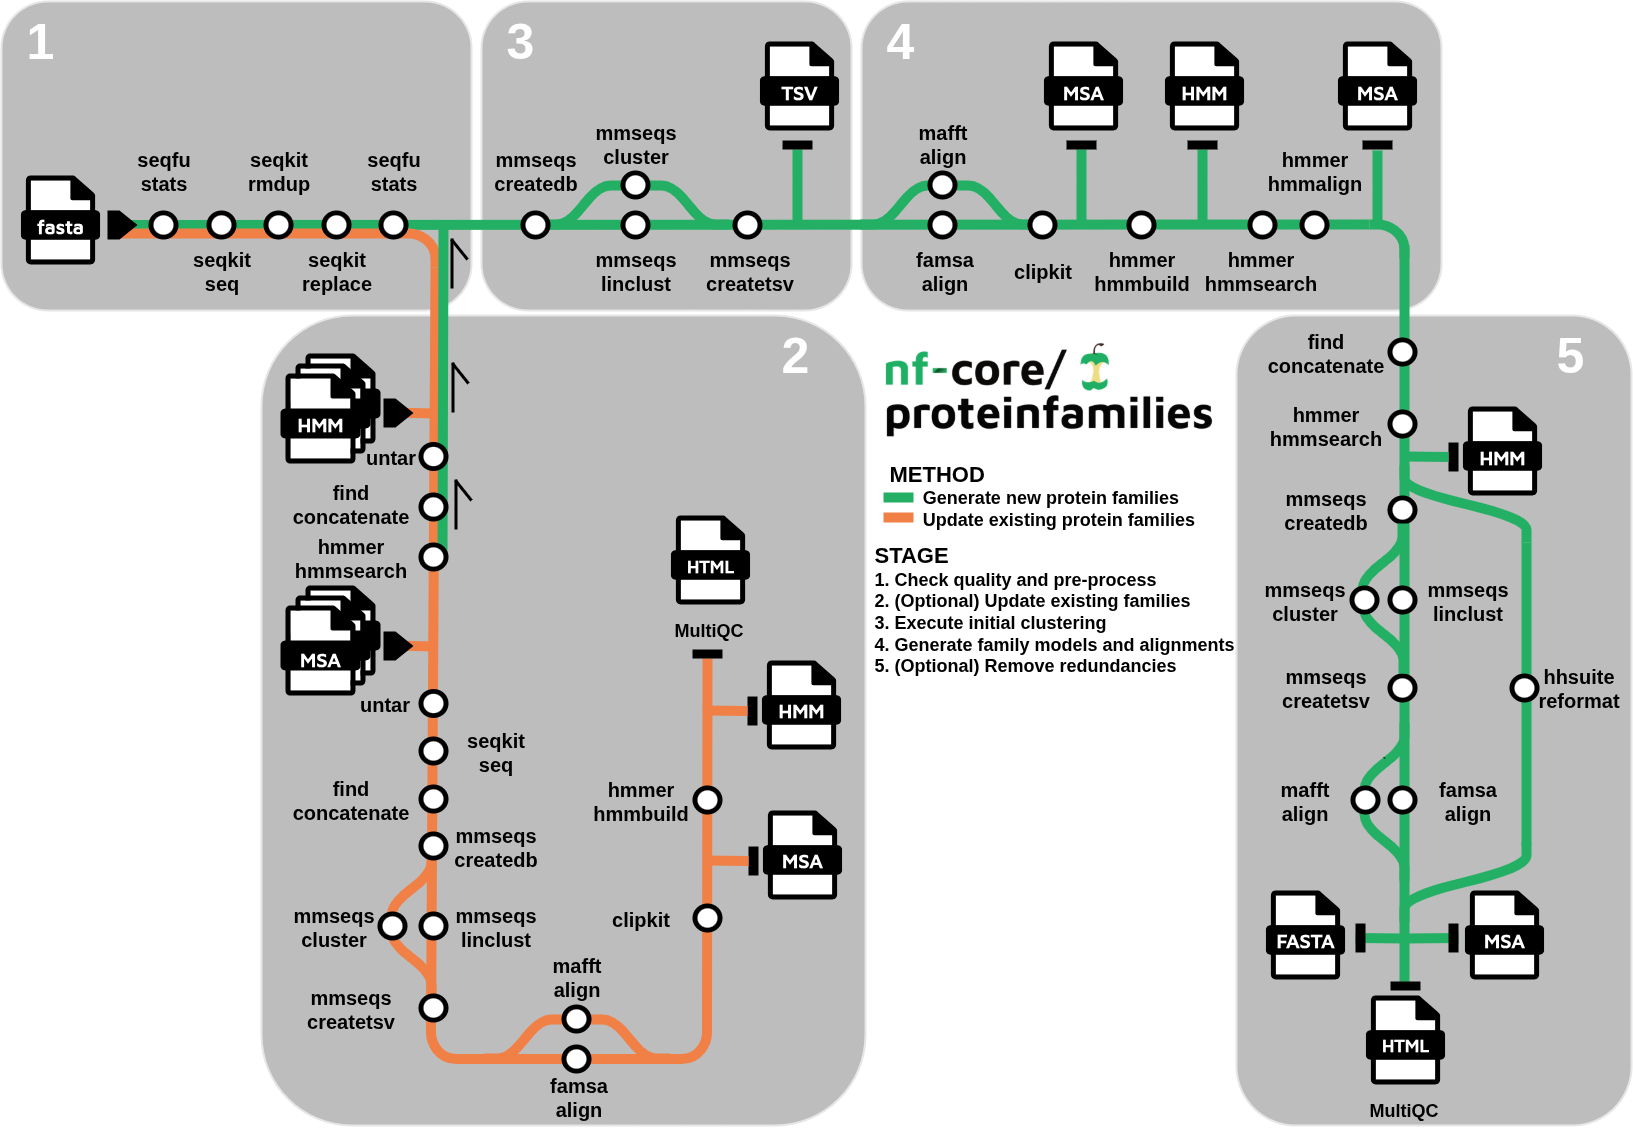 1
seqfu
stats
seqkit
rmdup
seqfu
stats
fasta
seqkit
seq
seqkit
replace
3
TSV
mmseqs
createdb
mmseqs
cluster
mmseqs
linclust
mmseqs
createtsv
4
MSA
HMM
MSA
mafft
align
hmmer
hmmalign
famsa
align
clipkit
hmmer
hmmbuild
hmmer
hmmsearch
2
HMM
untar
find
concatenate
hmmer
hmmsearch
MSA
untar
seqkit
seq
find
concatenate
mmseqs
createdb
mmseqs
cluster
mmseqs
linclust
mmseqs
createtsv
mafft
align
famsa
align
clipkit
MSA
hmmer
hmmbuild
HMM
HTML
MultiQC
nf-core/
proteinfamilies
METHOD
Generate new protein families
Update existing protein families
STAGE
1. Check quality and pre-process
2. (Optional) Update existing families
3. Execute initial clustering
4. Generate family models and alignments
5. (Optional) Remove redundancies
5
find
concatenate
hmmer
hmmsearch
HMM
mmseqs
createdb
mmseqs
cluster
mmseqs
linclust
mmseqs
createtsv
hhsuite
reformat
mafft
align
famsa
align
FASTA
MSA
HTML
MultiQC